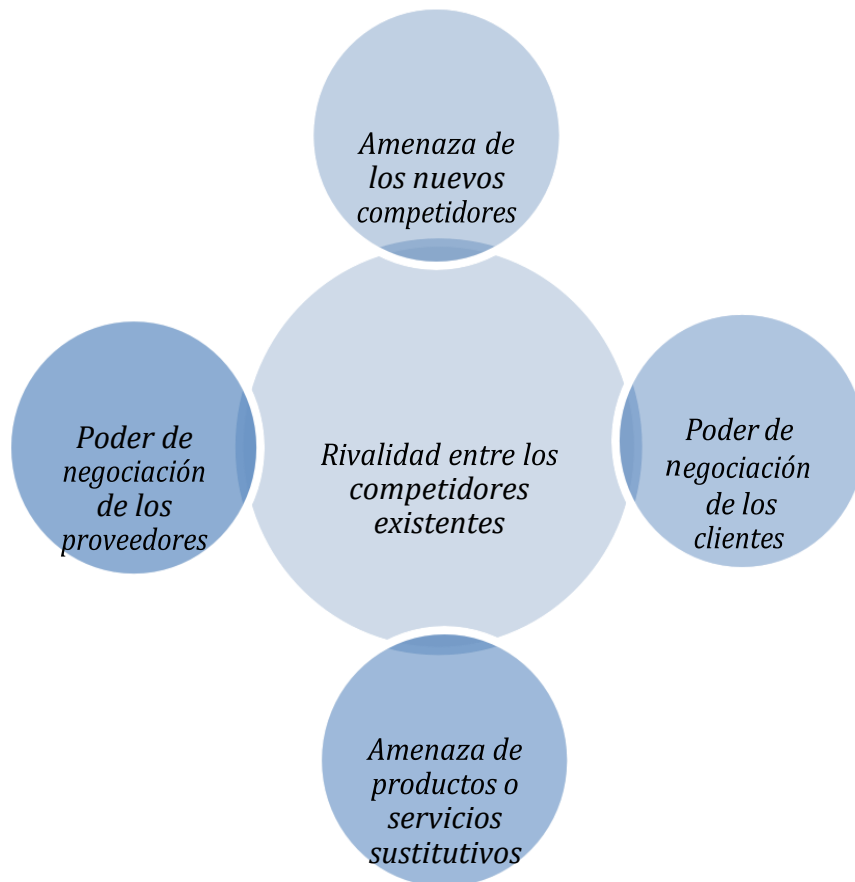 Amenaza de
los nuevos
competidores
Poder de
negociación
de los
proveedores
Rivalidad entre los
competidores
existentes
Poder de
negociación
de los
clientes
Amenaza de
productos o
servicios
sustitutivos